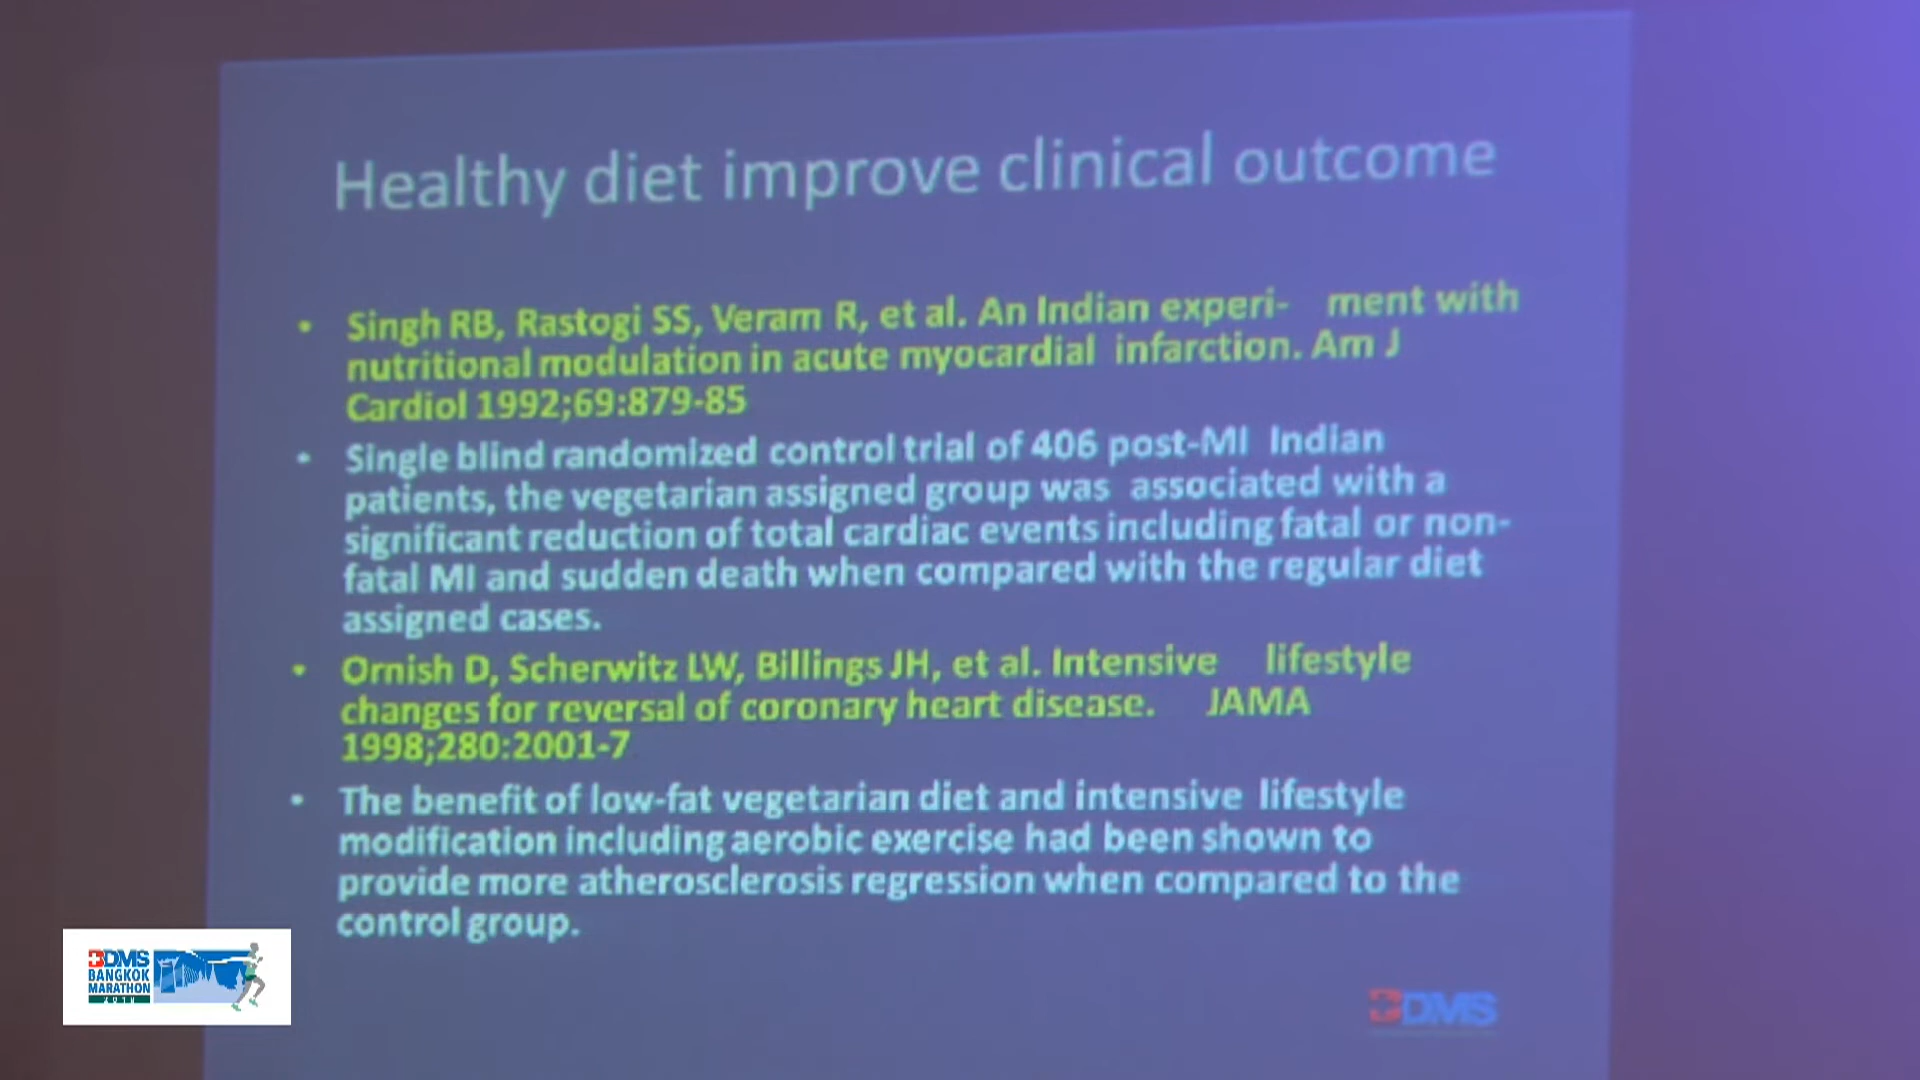 Healthy diet improve clinical outcome
• Singh RB, Rastogi SS, Veram R, et al. An Indian experi- ment with
nutritional modulation in acute myocardial infarction. Am J
Cardiol 1992;69:879-85
• Single blind randomized control trial of 406 post-MI Indian
patients, the vegetarian assigned group was associated with a
significant reduction of total cardiac events including fatal or non-
fatal MI and sudden death when compared with the regular diet
assigned cases.
• Ornish D, Scherwitz LW, Billings JH, et al. Intensive lifestyle
changes for reversal of coronary heart disease. JAMA
1998;280:2001-7
• The benefit of low-fat vegetarian diet and intensive lifestyle
modification including aerobic exercise had been shown to
provide more atherosclerosis regression when compared to the
control group.
BDMS
BANGKOK
MARATHON
BDMS